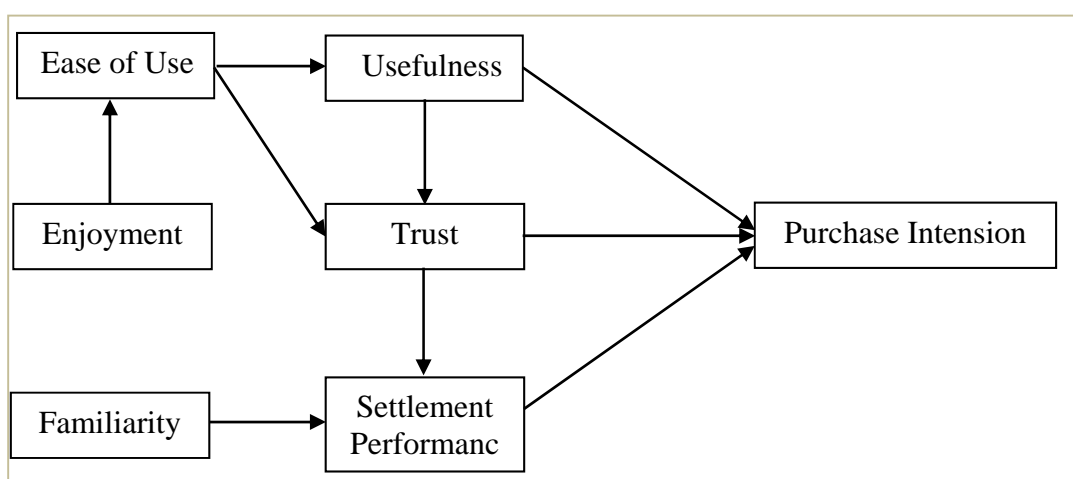 Ease of Use
Usefulness
Enjoyment
Trust
Purchase Intension
Familiarity
Settlement
Performanc